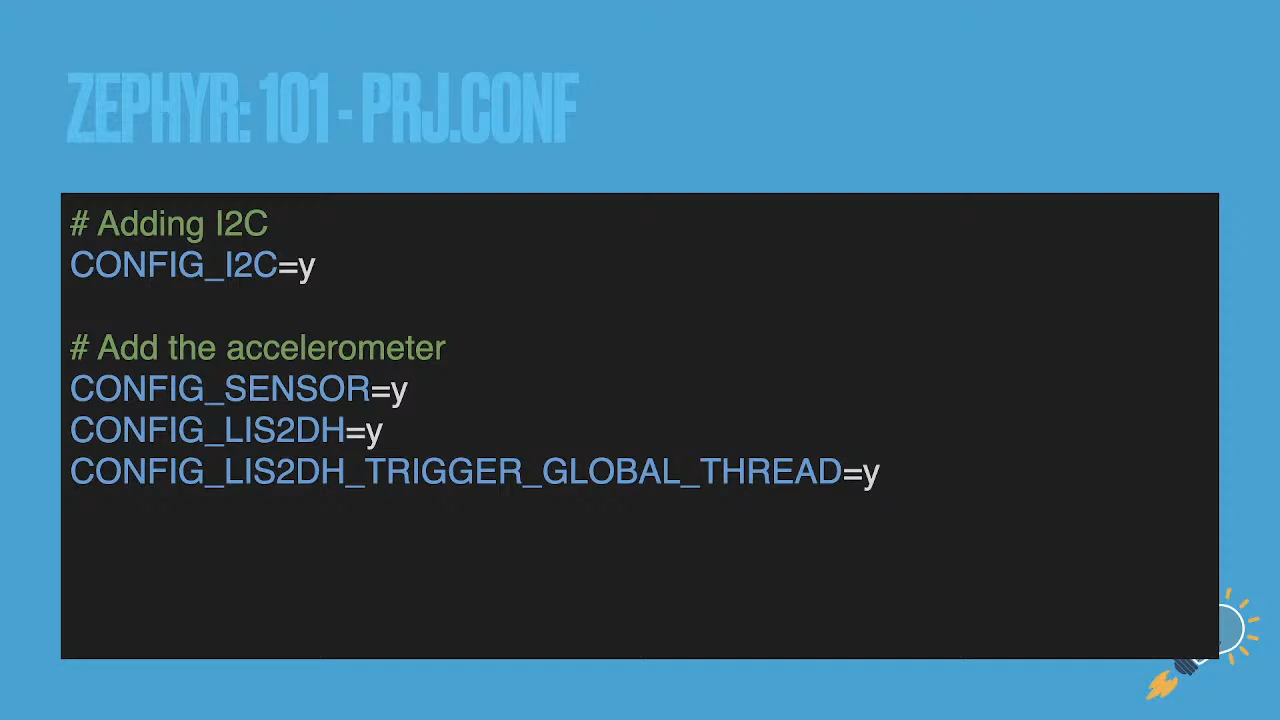 ZEPHYR: 101 - PRJ.CONF
# Adding I2C
CONFIG_I2C=y
# Add the accelerometer
CONFIG_SENSOR=y
CONFIG_LIS2DH=y
CONFIG_LIS2DH_TRIGGER_GLOBAL_THREAD=y